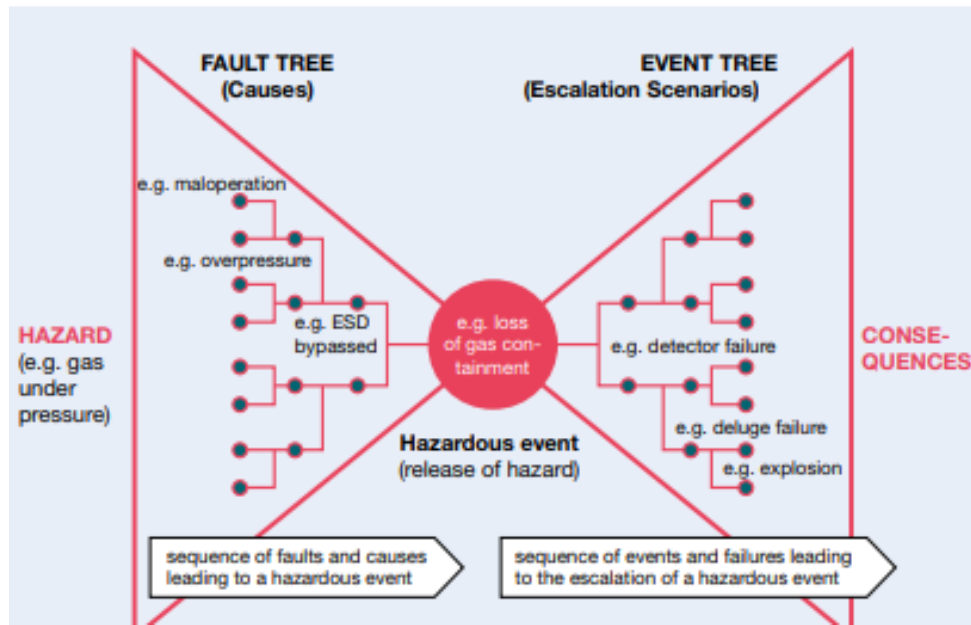 FAULT TREE
(Causes)
EVENT TREE
(Escalation Scenarios)
e.g. maloperation
e.g. overpressure
e.g. ESD
bypassed
HAZARD
(e.g. gas
under
pressure)
e.g. loss
of gas con-
tainment
e.g. detector failure
CONSE-
QUENCES
e.g. deluge failure
e.g. explosion
Hazardous event
(release of hazard)
sequence of faults and causes
leading to a hazardous event
sequence of events and failures leading
to the escalation of a hazardous event